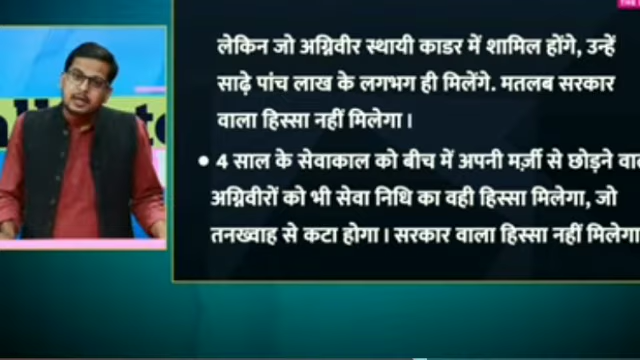 लेकिन जो अग्निवीर स्थायी काडर में शामिल होंगे, उन्हें
साढ़े पांच लाख के लगभग ही मिलेंगे. मतलब सरकार
वाला हिस्सा नहीं मिलेगा।
● 4 साल के सेवाकाल को बीच में अपनी मर्ज़ी से छोड़ने
अग्निवीरों को भी सेवा निधि का वही हिस्सा मिलेगा, जो
तनख्वाह से कटा होगा। सरकार वाला हिस्सा नहीं मिलेगा